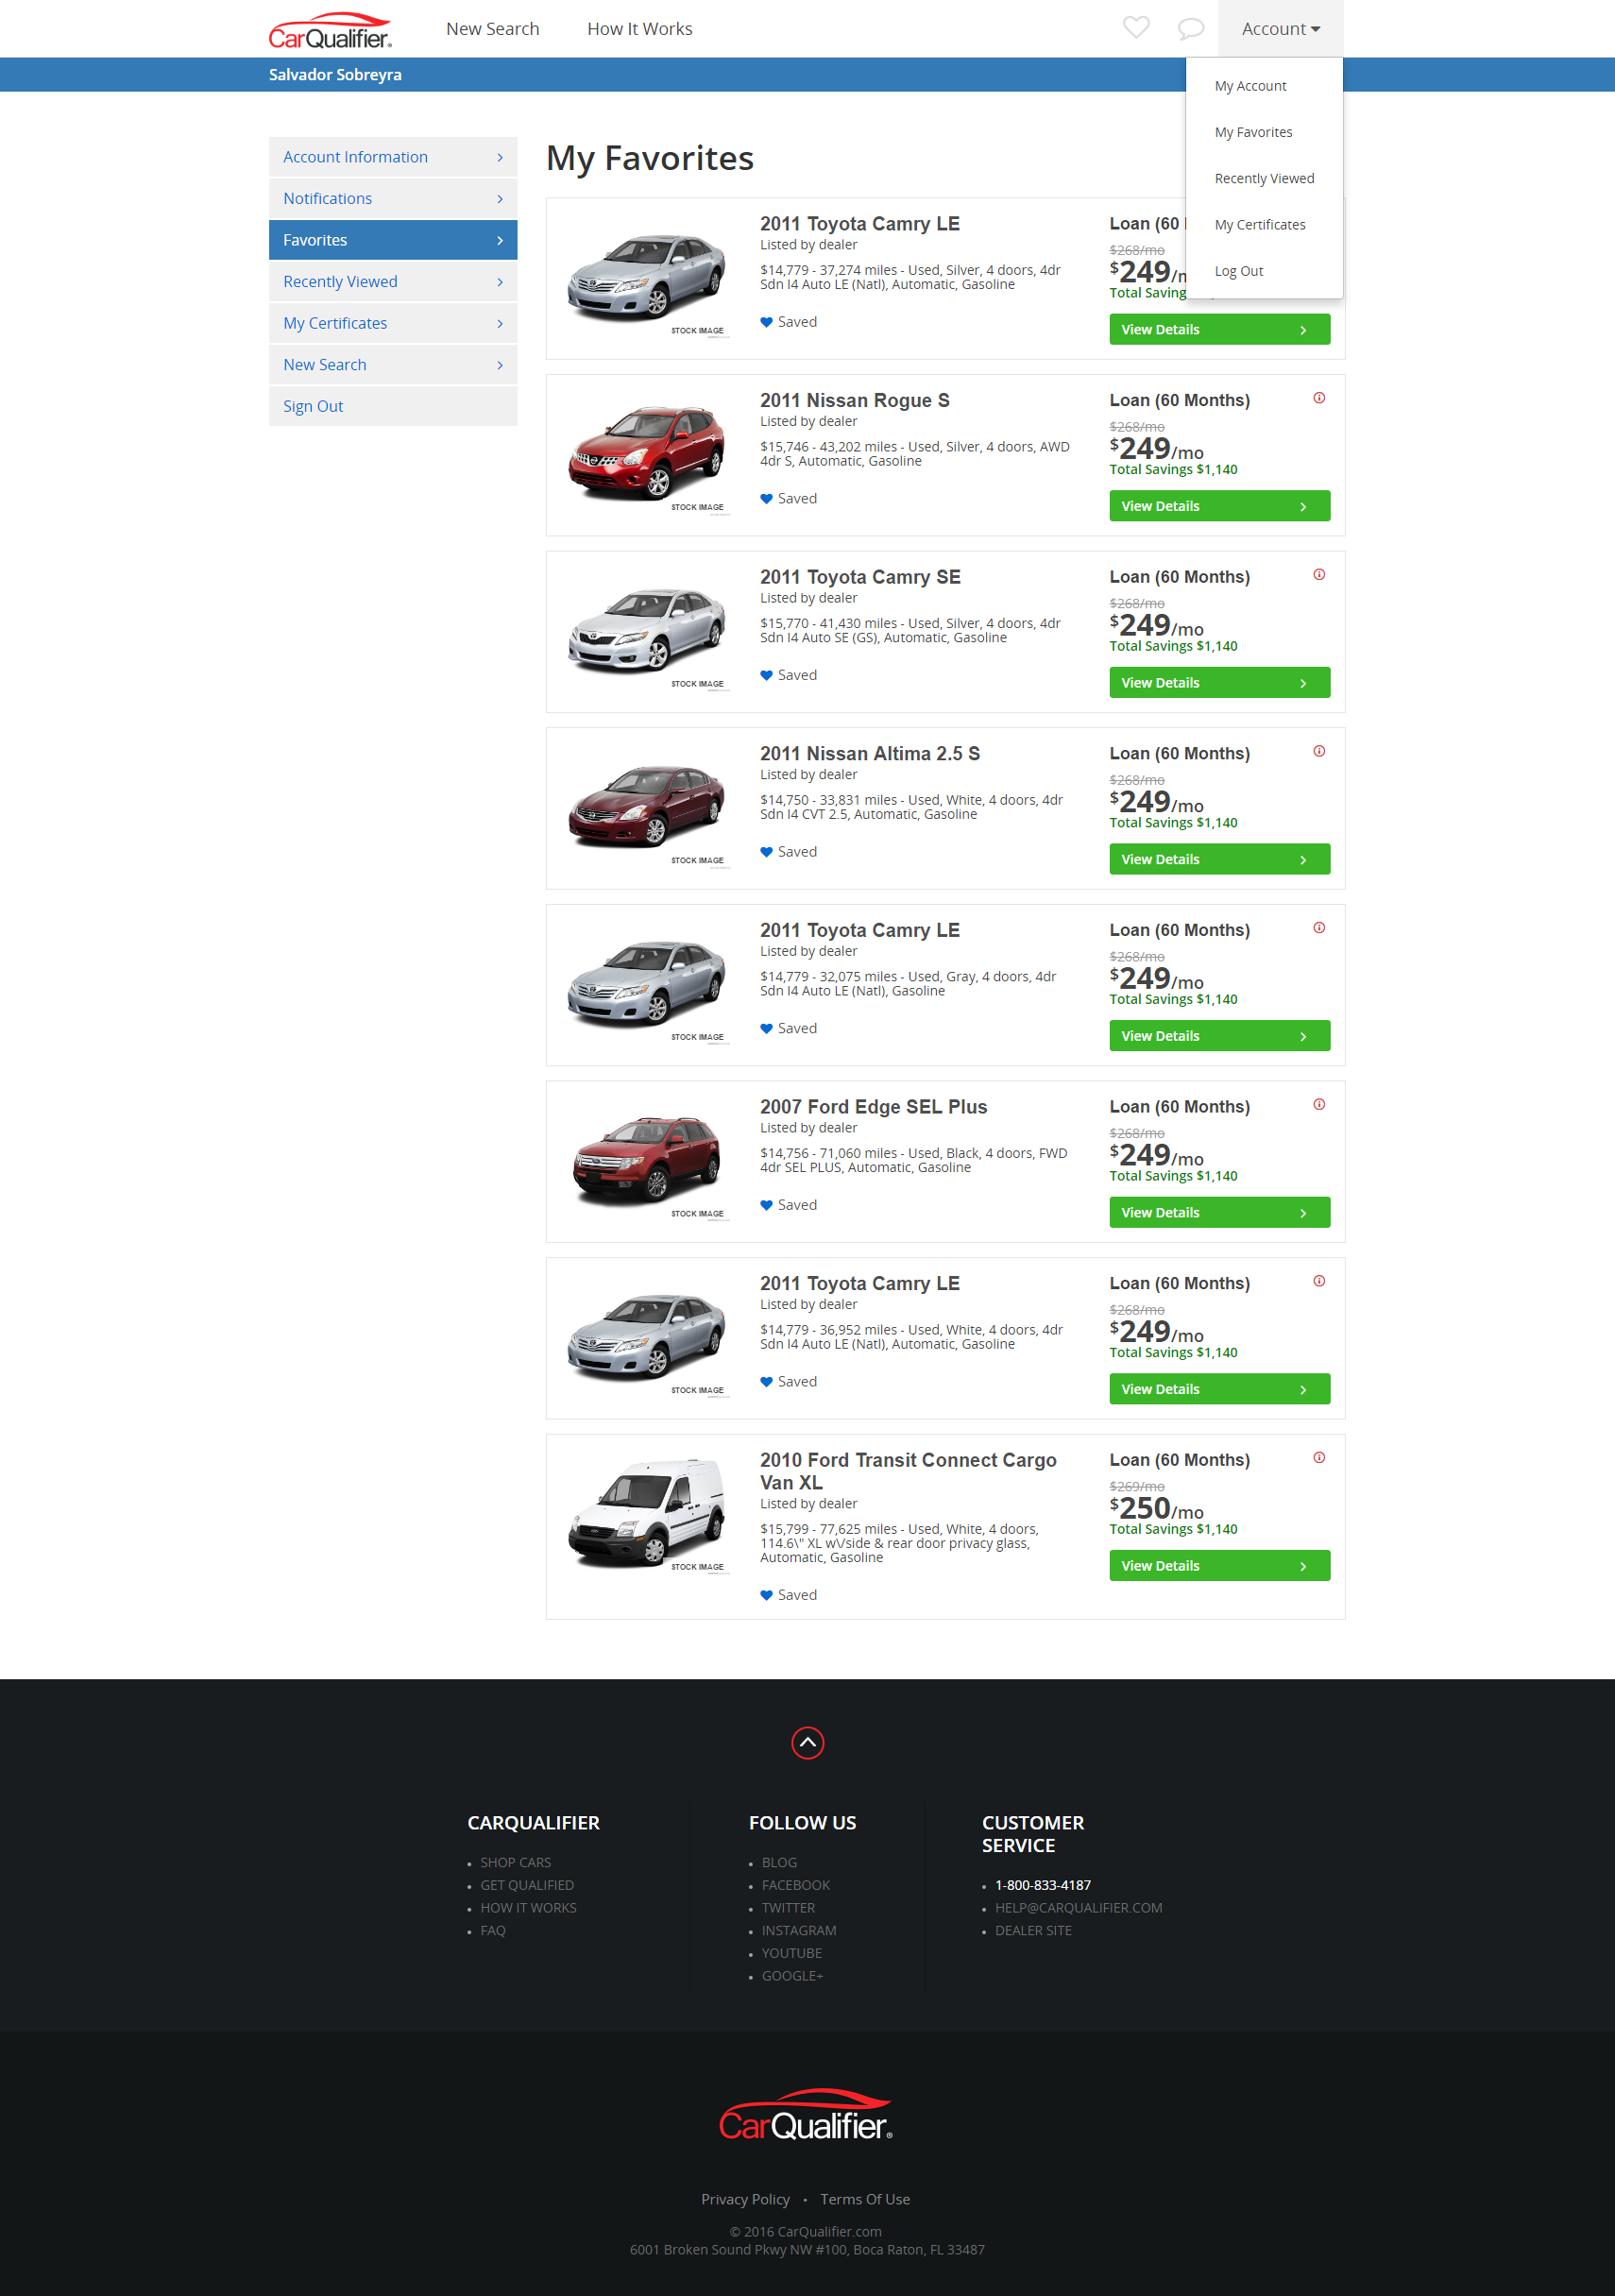 CarQualifier
New Search
How It Works
Account
Salvador Sobreyra
My Account
My Favorites
Recently Viewed
My Certificates
Log Out
Account Information
Notifications
Favorites
Recently Viewed
My Certificates
New Search
Sign Out
My Favorites
STOCK IMAGE
2011 Toyota Camry LE
Listed by dealer
$14,779 - 37,274 miles - Used, Silver, 4 doors, 4dr
Sdn I4 Auto LE (Natl), Automatic, Gasoline
Saved
Loan (60
$268/mo
$249/m
Total Saving
View Details
STOCK IMAGE
2011 Nissan Rogue S
Listed by dealer
$15,746 - 43,202 miles - Used, Silver, 4 doors, AWD
4dr S, Automatic, Gasoline
Saved
Loan (60 Months)
$268/mo
$249/mo
Total Savings $1,140
View Details
STOCK IMAGE
2011 Toyota Camry SE
Listed by dealer
$15,770 - 41,430 miles - Used, Silver, 4 doors, 4dr
Sdn I4 Auto SE (GS), Automatic, Gasoline
Saved
Loan (60 Months)
$268/mo
$249/mo
Total Savings $1,140
View Details
STOCK IMAGE
2011 Nissan Altima 2.5 S
Listed by dealer
$14,750 - 33,831 miles - Used, White, 4 doors, 4dr
Sdn I4 CVT 2.5, Automatic, Gasoline
Saved
Loan (60 Months)
$268/mo
$249/mo
Total Savings $1,140
View Details
STOCK IMAGE
2011 Toyota Camry LE
Listed by dealer
$14,779 - 32,075 miles - Used, Gray, 4 doors, 4dr
Sdn I4 Auto LE (Natl), Gasoline
Saved
Loan (60 Months)
$268/mo
$249/mo
Total Savings $1,140
View Details
STOCK IMAGE
2007 Ford Edge SEL Plus
Listed by dealer
$14,756 - 71,060 miles - Used, Black, 4 doors, FWD
4dr SEL PLUS, Automatic, Gasoline
Saved
Loan (60 Months)
$268/mo
$249/mo
Total Savings $1,140
View Details
STOCK IMAGE
2011 Toyota Camry LE
Listed by dealer
$14,779 - 36,952 miles - Used, White, 4 doors, 4dr
Sdn I4 Auto LE (Natl), Automatic, Gasoline
Saved
Loan (60 Months)
$268/mo
$249/mo
Total Savings $1,140
View Details
STOCK IMAGE
2010 Ford Transit Connect Cargo
Van XL
Listed by dealer
$15,799 - 77,625 miles - Used, White, 4 doors,
114.6\" XL w\/side & rear door privacy glass,
Automatic, Gasoline
Saved
Loan (60 Months)
$269/mo
$250/mo
Total Savings $1,140
View Details
CARQUALIFIER
• SHOP CARS
• GET QUALIFIED
• HOW IT WORKS
• FAQ
FOLLOW US
• BLOG
• FACEBOOK
• TWITTER
• INSTAGRAM
• YOUTUBE
• GOOGLE+
CUSTOMER
SERVICE
• 1-800-833-4187
• HELP@CARQUALIFIER.COM
• DEALER SITE
CarQualifier®
Privacy Policy • Terms Of Use
© 2016 CarQualifier.com
6001 Broken Sound Pkwy NW #100, Boca Raton, FL 33487